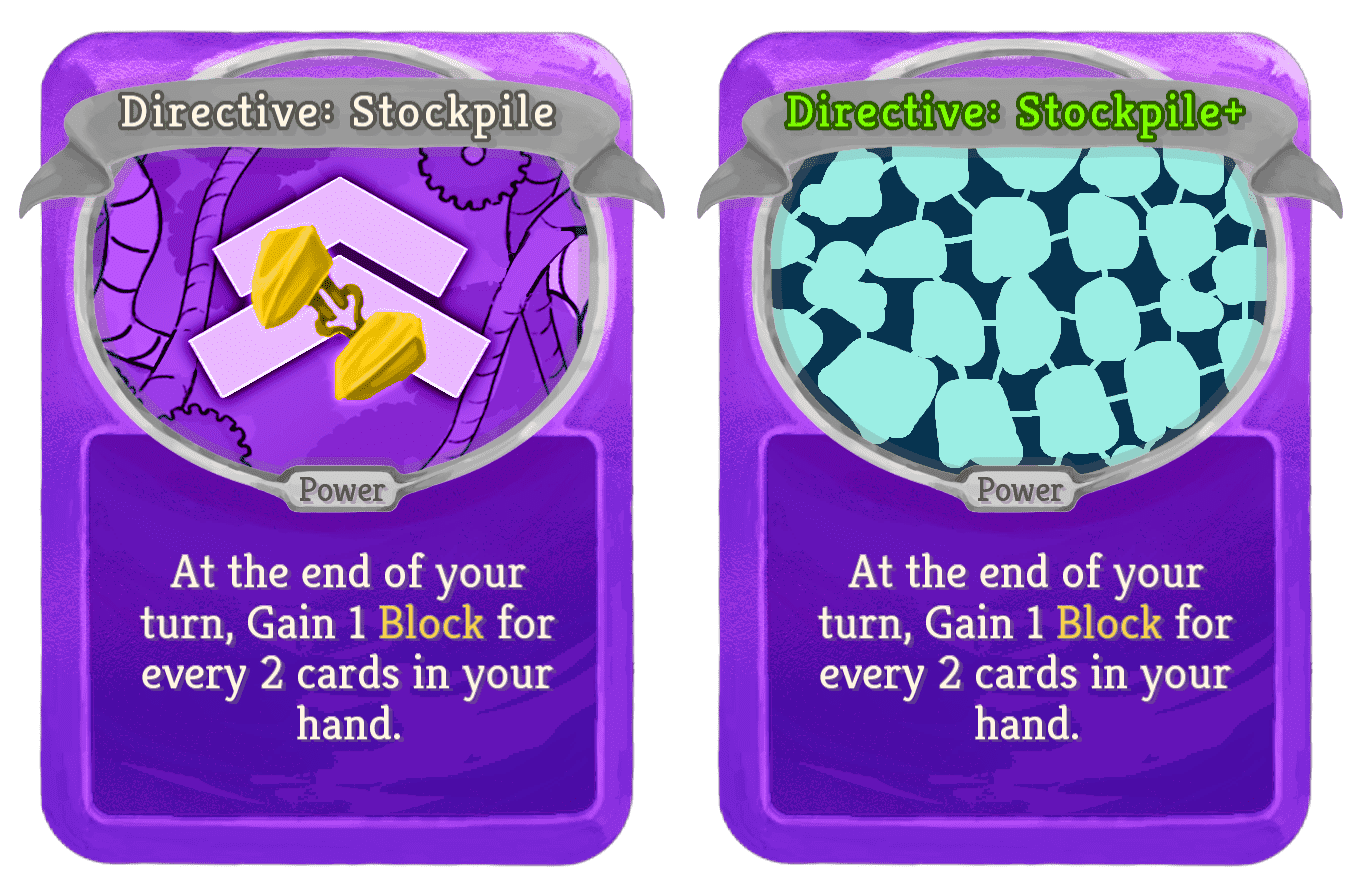 Directive: Stockpile
Power
At the end of your
turn, Gain 1 Block for
every 2 cards in your
hand.
Directive: Stockpile+
Power
At the end of your
turn, Gain 1 Block for
every 2 cards in your
hand.